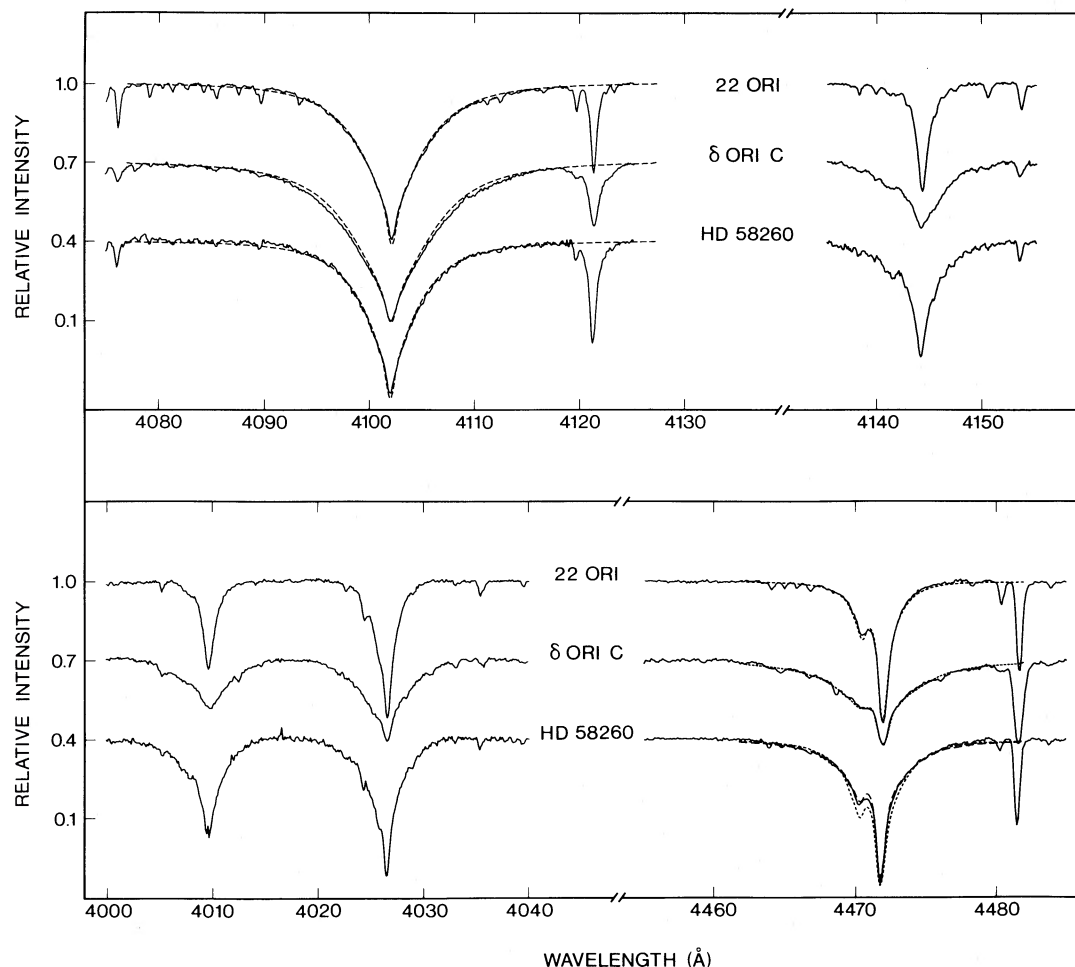 1.0
0.7
0.4
0.1
RELATIVE INTENSITY
22 ORI
δ ORI C
HD 58260
4080
4090
4100
4110
4120
4130
4140
4150
1.0
0.7
0.4
0.1
RELATIVE INTENSITY
22 ORI
δ ORI C
HD 58260
4000
4010
4020
4030
4040
4460
4470
4480
WAVELENGTH (Å)